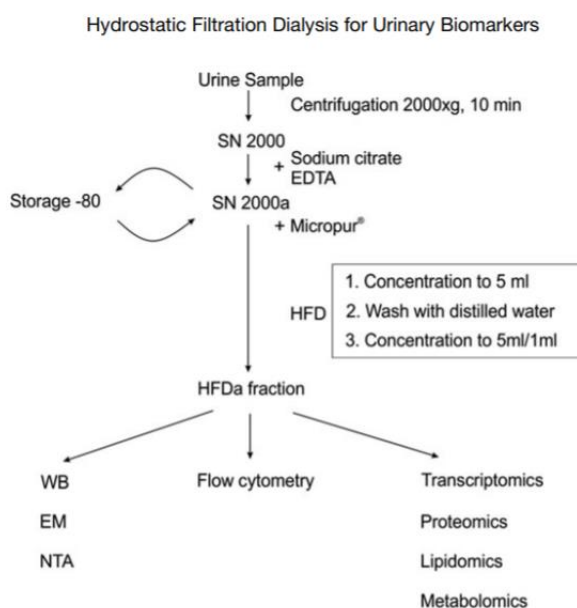 Hydrostatic Filtration Dialysis for Urinary Biomarkers
Urine Sample
Centrifugation 2000xg, 10 min
SN 2000
+ Sodium citrate
EDTA
Storage -80
SN 2000a
+ Micropur®
HFD
1. Concentration to 5 ml
2. Wash with distilled water
3. Concentration to 5ml/1ml
HFDa fraction
WB
EM
NTA
Flow cytometry
Transcriptomics
Proteomics
Lipidomics
Metabolomics